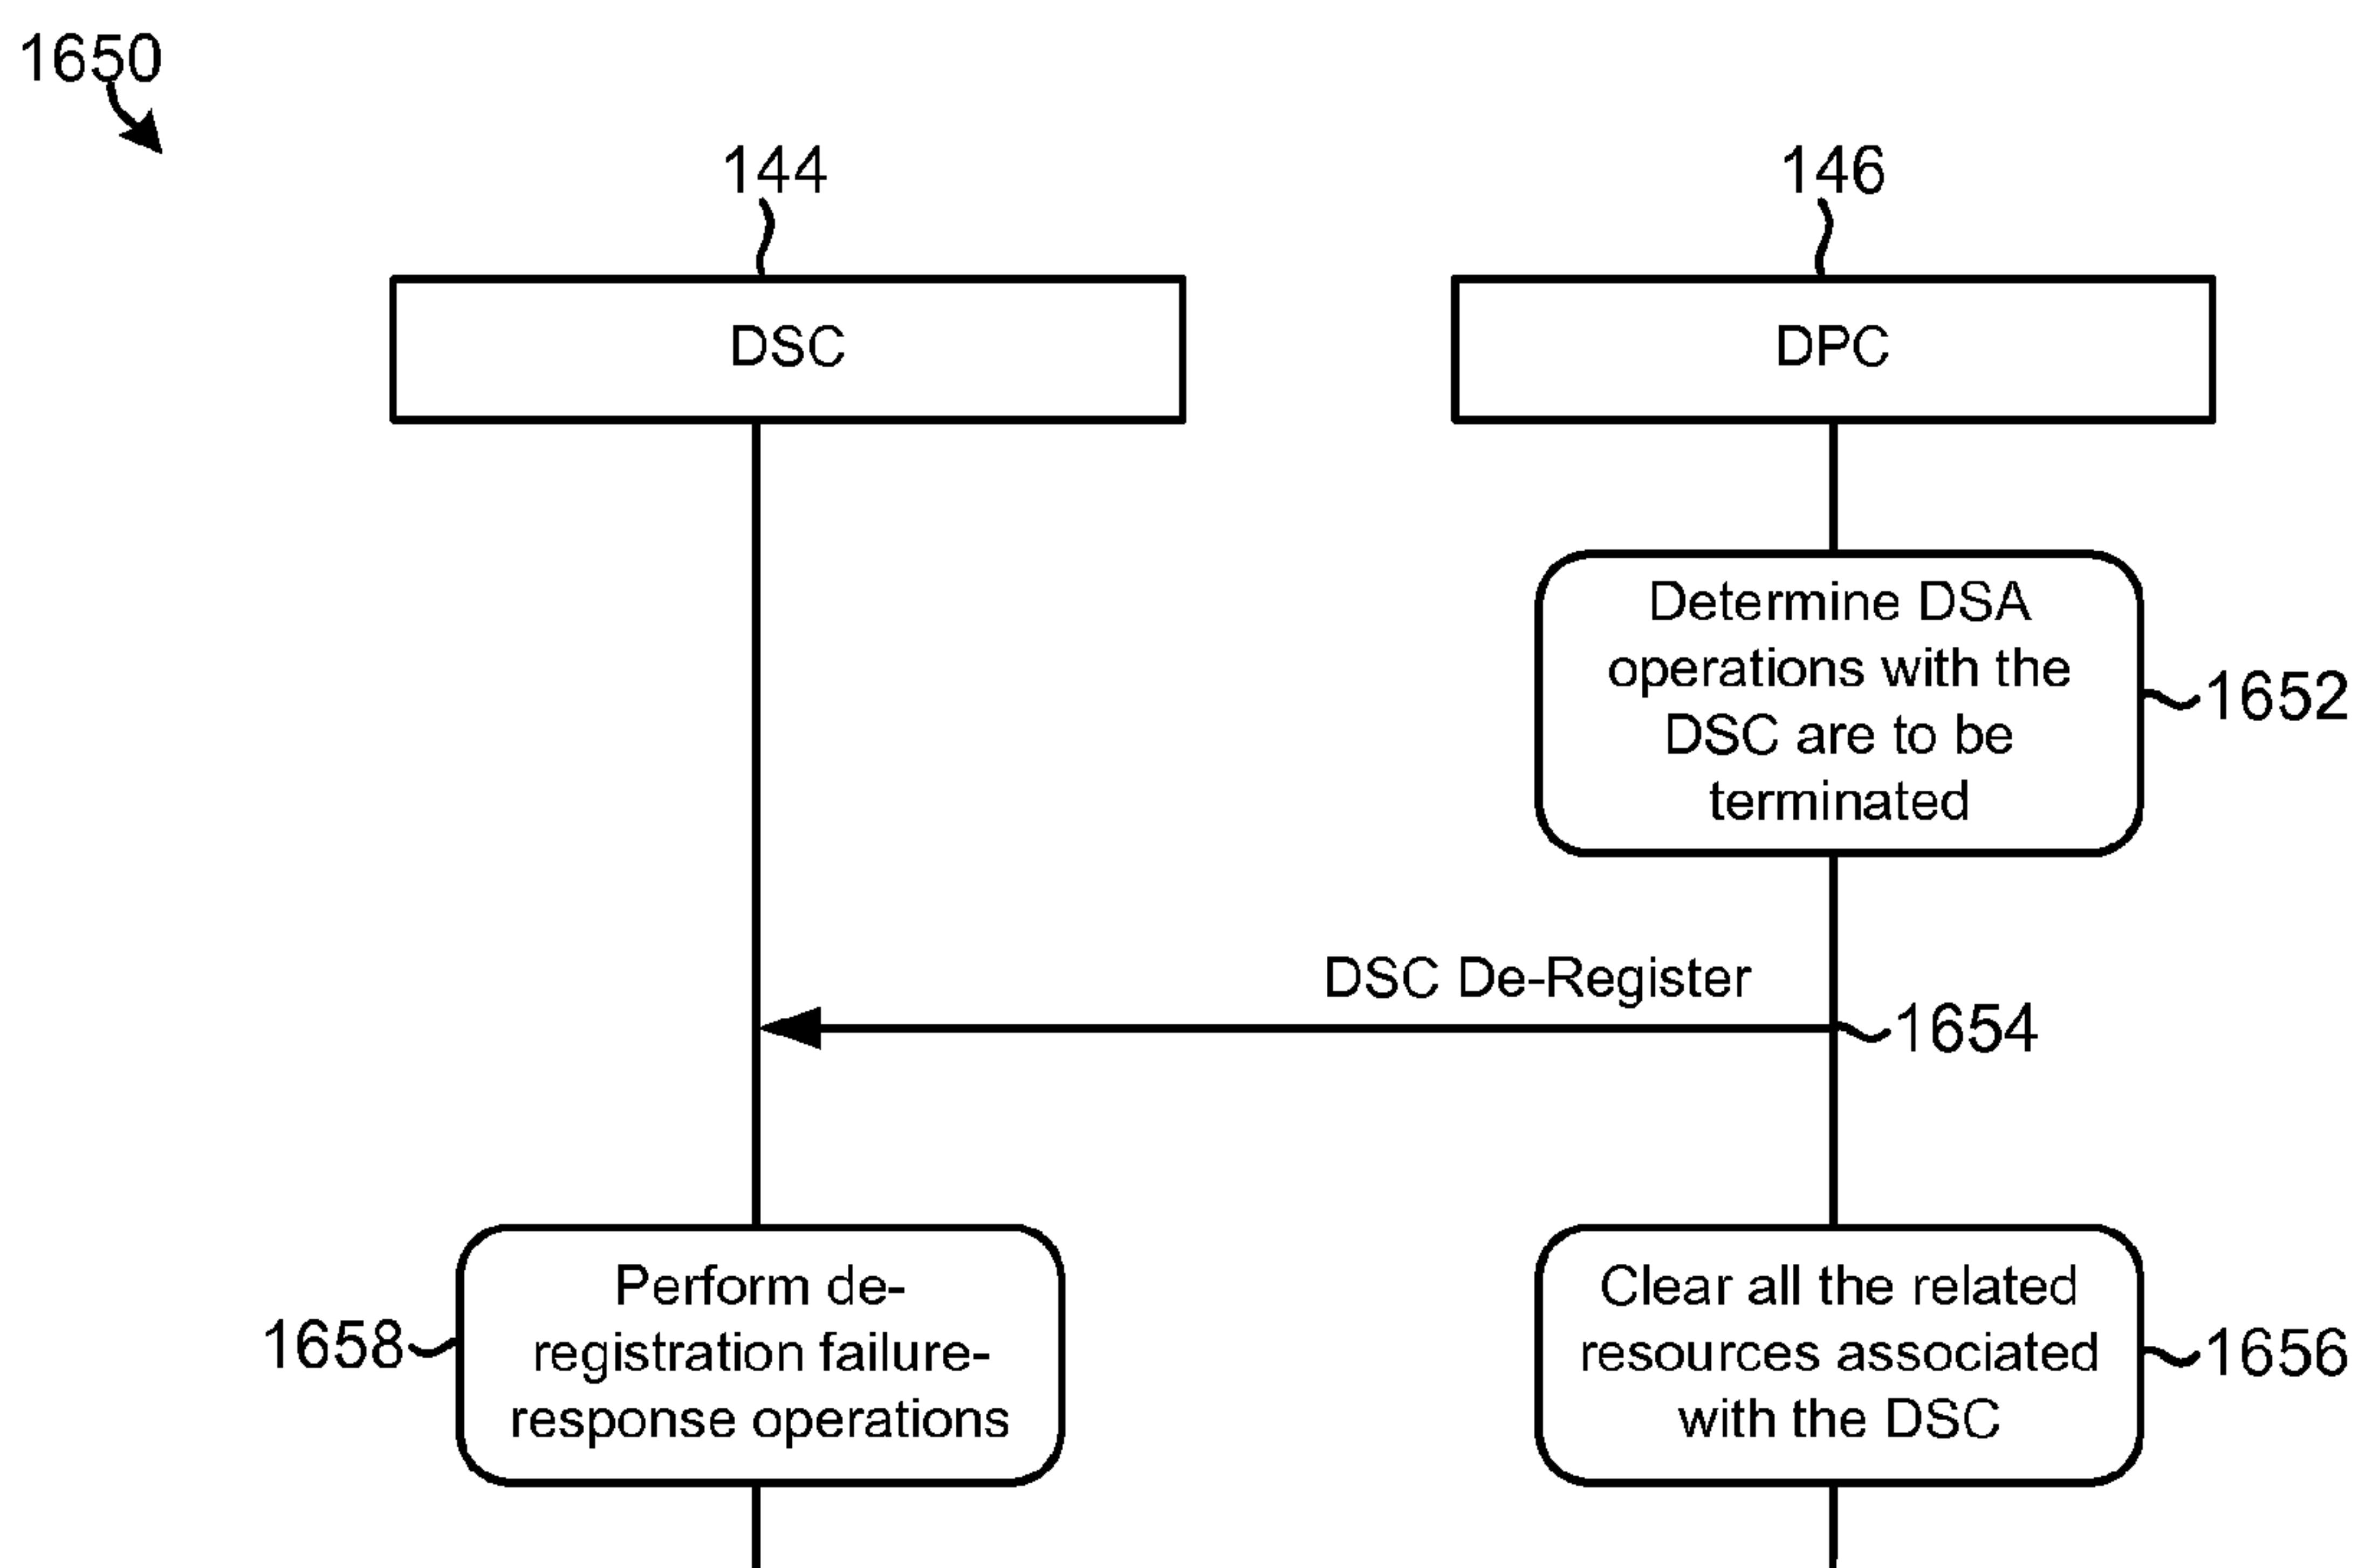 1650
144
146
DSC
DPC
Determine DSA
operations with the
DSC are to be
terminated
1652
DSC De-Register
1654
Perform de-
registration failure-
response operations
1658
Clear all the related
resources associated
with the DSC
1656